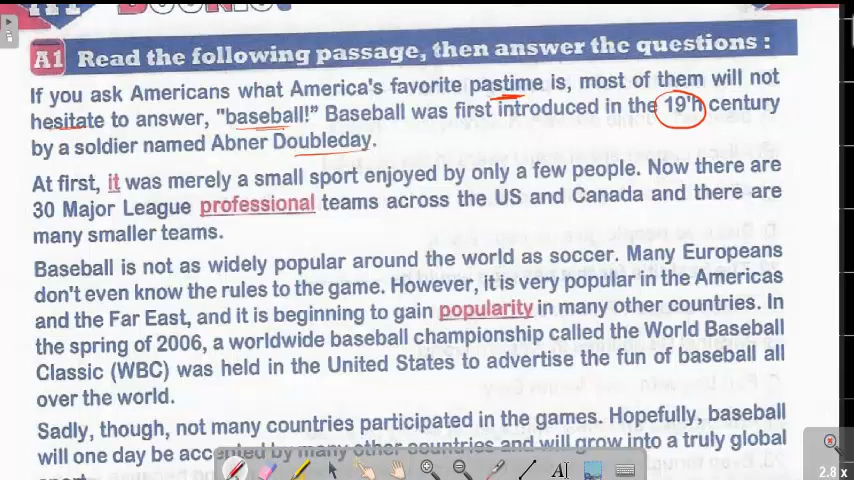 A1 Read the following passage, then answer the questions :
If you ask Americans what America's favorite pastime is, most of them will not
hesitate to answer, "baseball!" Baseball was first introduced in the 19'h century
by a soldier named Abner Doubleday.
At first, it was merely a small sport enjoyed by only a few people. Now there are
30 Major League professional teams across the US and Canada and there are
many smaller teams.
Baseball is not as widely popular around the world as soccer. Many Europeans
don't even know the rules to the game. However, it is very popular in the Americas
and the Far East, and it is beginning to gain popularity in many other countries. In
the spring of 2006, a worldwide baseball championship called the World Baseball
Classic (WBC) was held in the United States to advertise the fun of baseball all
over the world.
Sadly, though, not many countries participated in the games. Hopefully, baseball
will one day be accepted by many other countries and will grow into a truly global
2.8 x